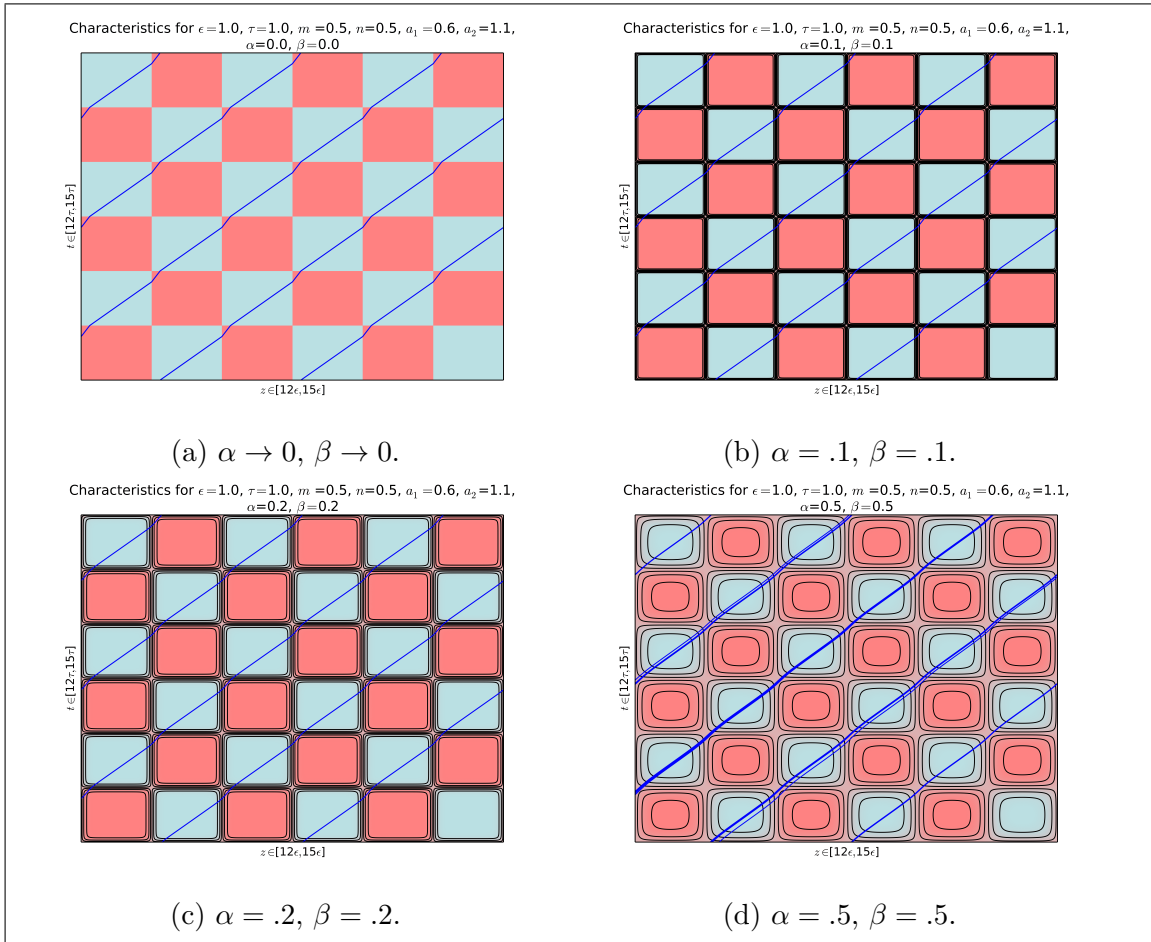 Characteristics for ϵ=1.0, τ=1.0, m =0.5, n=0.5, a₁ =0.6, a₂=1.1,
α=0.0, β=0.0
t∈[12τ,15τ]
z∈[12ϵ,15ϵ]
(a) α → 0, β → 0.
Characteristics for ϵ=1.0, τ=1.0, m =0.5, n=0.5, a₁ =0.6, a₂=1.1,
α=0.1, β=0.1
t∈[12τ,15τ]
z∈[12ϵ,15ϵ]
(b) α = .1, β = .1.
Characteristics for ϵ=1.0, τ=1.0, m =0.5, n=0.5, a₁ =0.6, a₂=1.1,
α=0.2, β=0.2
t∈[12τ,15τ]
z∈[12ϵ,15ϵ]
(c) α = .2, β = .2.
Characteristics for ϵ=1.0, τ=1.0, m =0.5, n=0.5, a₁ =0.6, a₂=1.1,
α=0.5, β=0.5
t∈[12τ,15τ]
z∈[12ϵ,15ϵ]
(d) α = .5, β = .5.